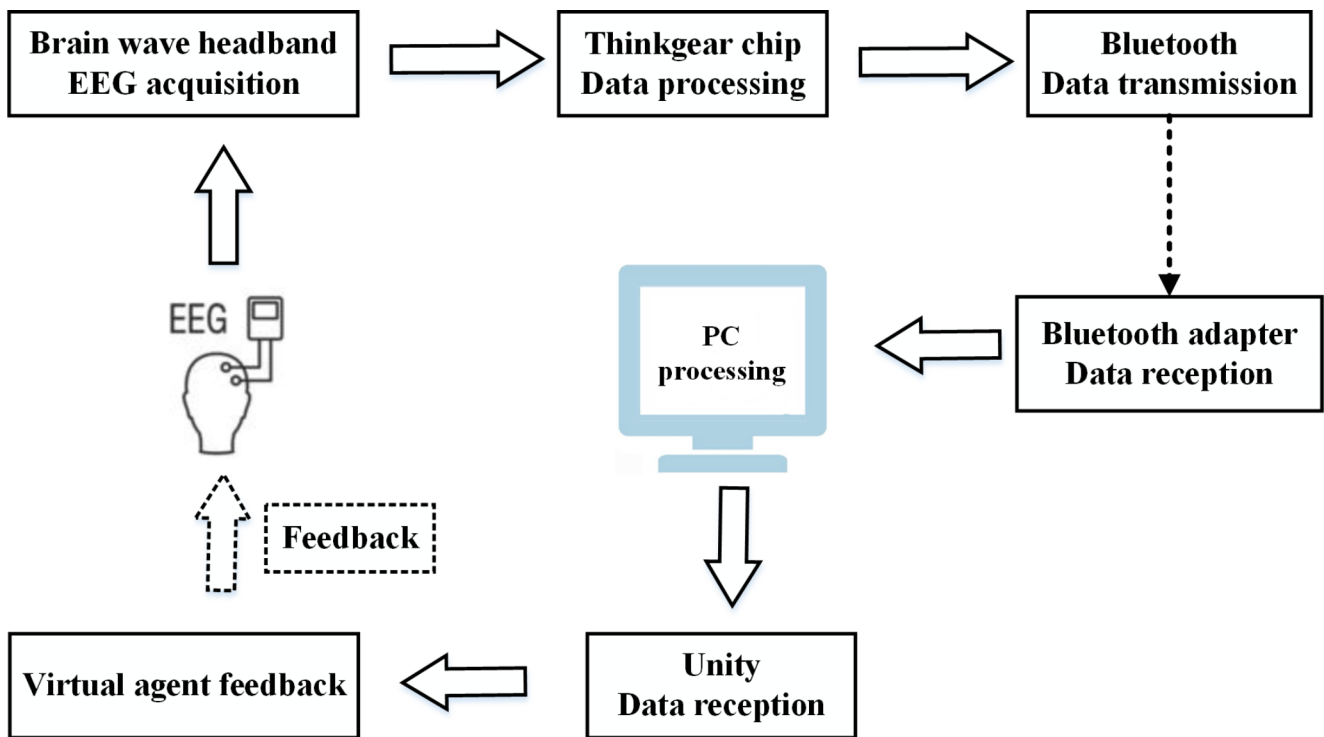 Brain wave headband
EEG acquisition
Thinkgear chip
Data processing
Bluetooth
Data transmission
EEG
PC
processing
Bluetooth adapter
Data reception
Feedback
Virtual agent feedback
Unity
Data reception